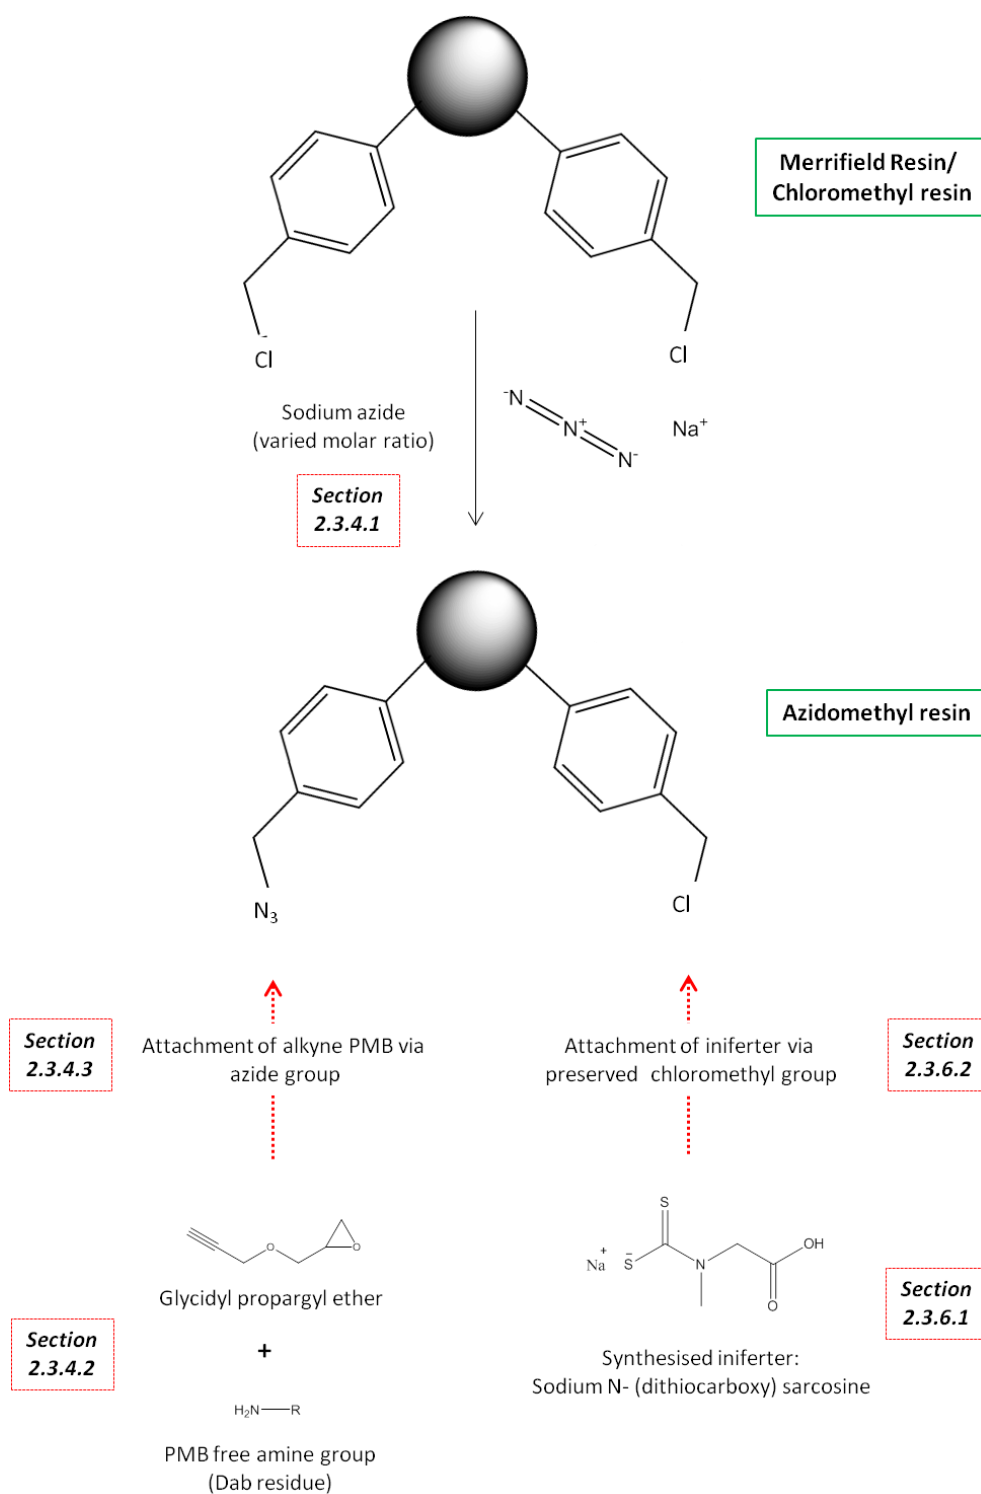 Merrifield Resin/
Chloromethyl resin
Cl
Cl
Sodium azide
(varied molar ratio)
-N
N+
N-
Na+
Section
2.3.4.1
Azidomethyl resin
N3
Cl
Section
2.3.4.3
Attachment of alkyne PMB via
azide group
Attachment of iniferter via
preserved chloromethyl group
Section
2.3.6.2
O
O
Glycidyl propargyl ether
+
H2N—R
PMB free amine group
(Dab residue)
Section
2.3.4.2
S
Na+
S-
N
OH
O
Synthesised iniferter:
Sodium N- (dithiocarboxy) sarcosine
Section
2.3.6.1